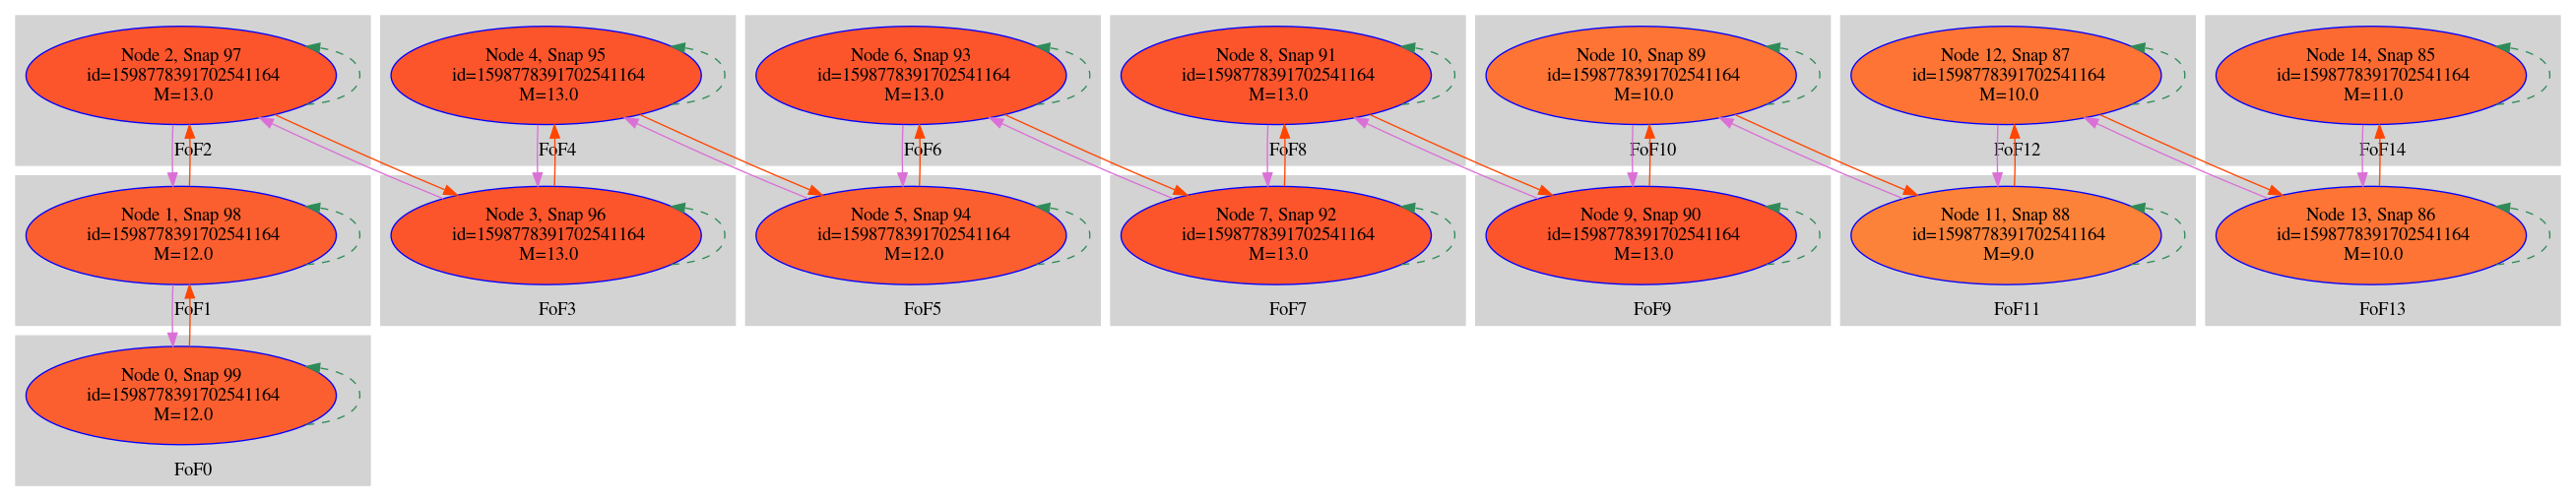 Node 2, Snap 97
id=1598778391702541164
M=13.0
FoF2
Node 4, Snap 95
id=1598778391702541164
M=13.0
FoF4
Node 6, Snap 93
id=1598778391702541164
M=13.0
FoF6
Node 8, Snap 91
id=1598778391702541164
M=13.0
FoF8
Node 10, Snap 89
id=1598778391702541164
M=10.0
FoF10
Node 12, Snap 87
id=1598778391702541164
M=10.0
FoF12
Node 14, Snap 85
id=1598778391702541164
M=11.0
FoF14
Node 1, Snap 98
id=1598778391702541164
M=12.0
FoF1
Node 3, Snap 96
id=1598778391702541164
M=13.0
FoF3
Node 5, Snap 94
id=1598778391702541164
M=12.0
FoF5
Node 7, Snap 92
id=1598778391702541164
M=13.0
FoF7
Node 9, Snap 90
id=1598778391702541164
M=13.0
FoF9
Node 11, Snap 88
id=1598778391702541164
M=9.0
FoF11
Node 13, Snap 86
id=1598778391702541164
M=10.0
FoF13
Node 0, Snap 99
id=1598778391702541164
M=12.0
FoF0